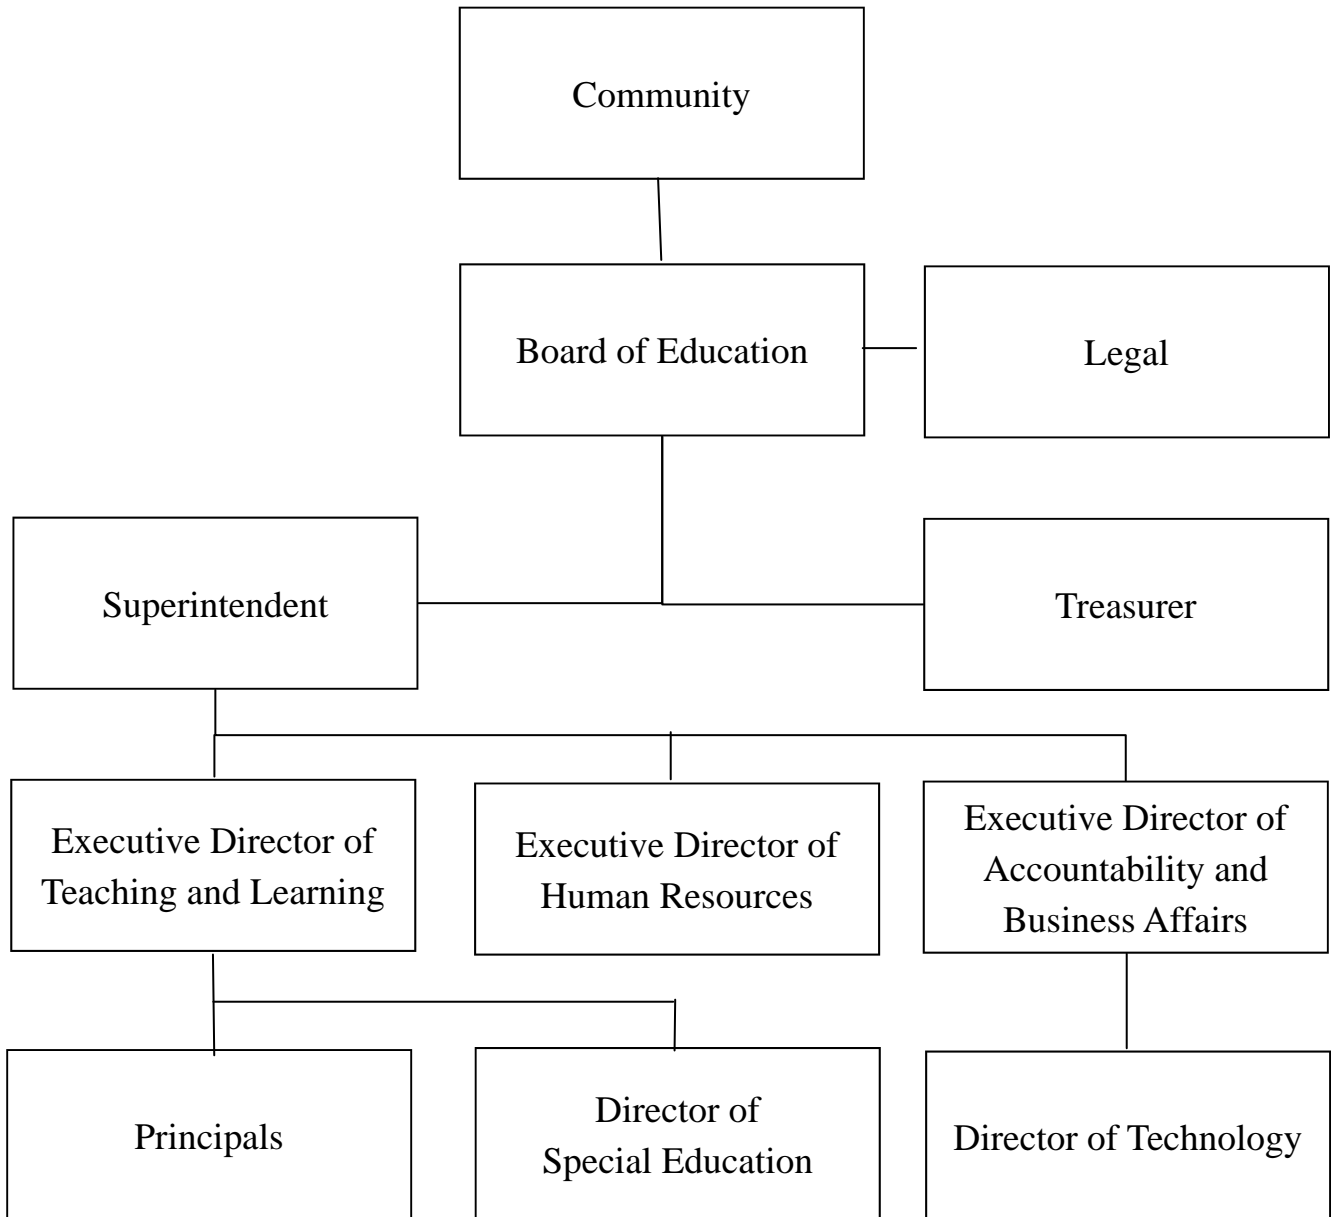 Community
Board of Education
Legal
Superintendent
Treasurer
Executive Director of
Teaching and Learning
Executive Director of
Human Resources
Executive Director of
Accountability and
Business Affairs
Principals
Director of
Special Education
Director of Technology